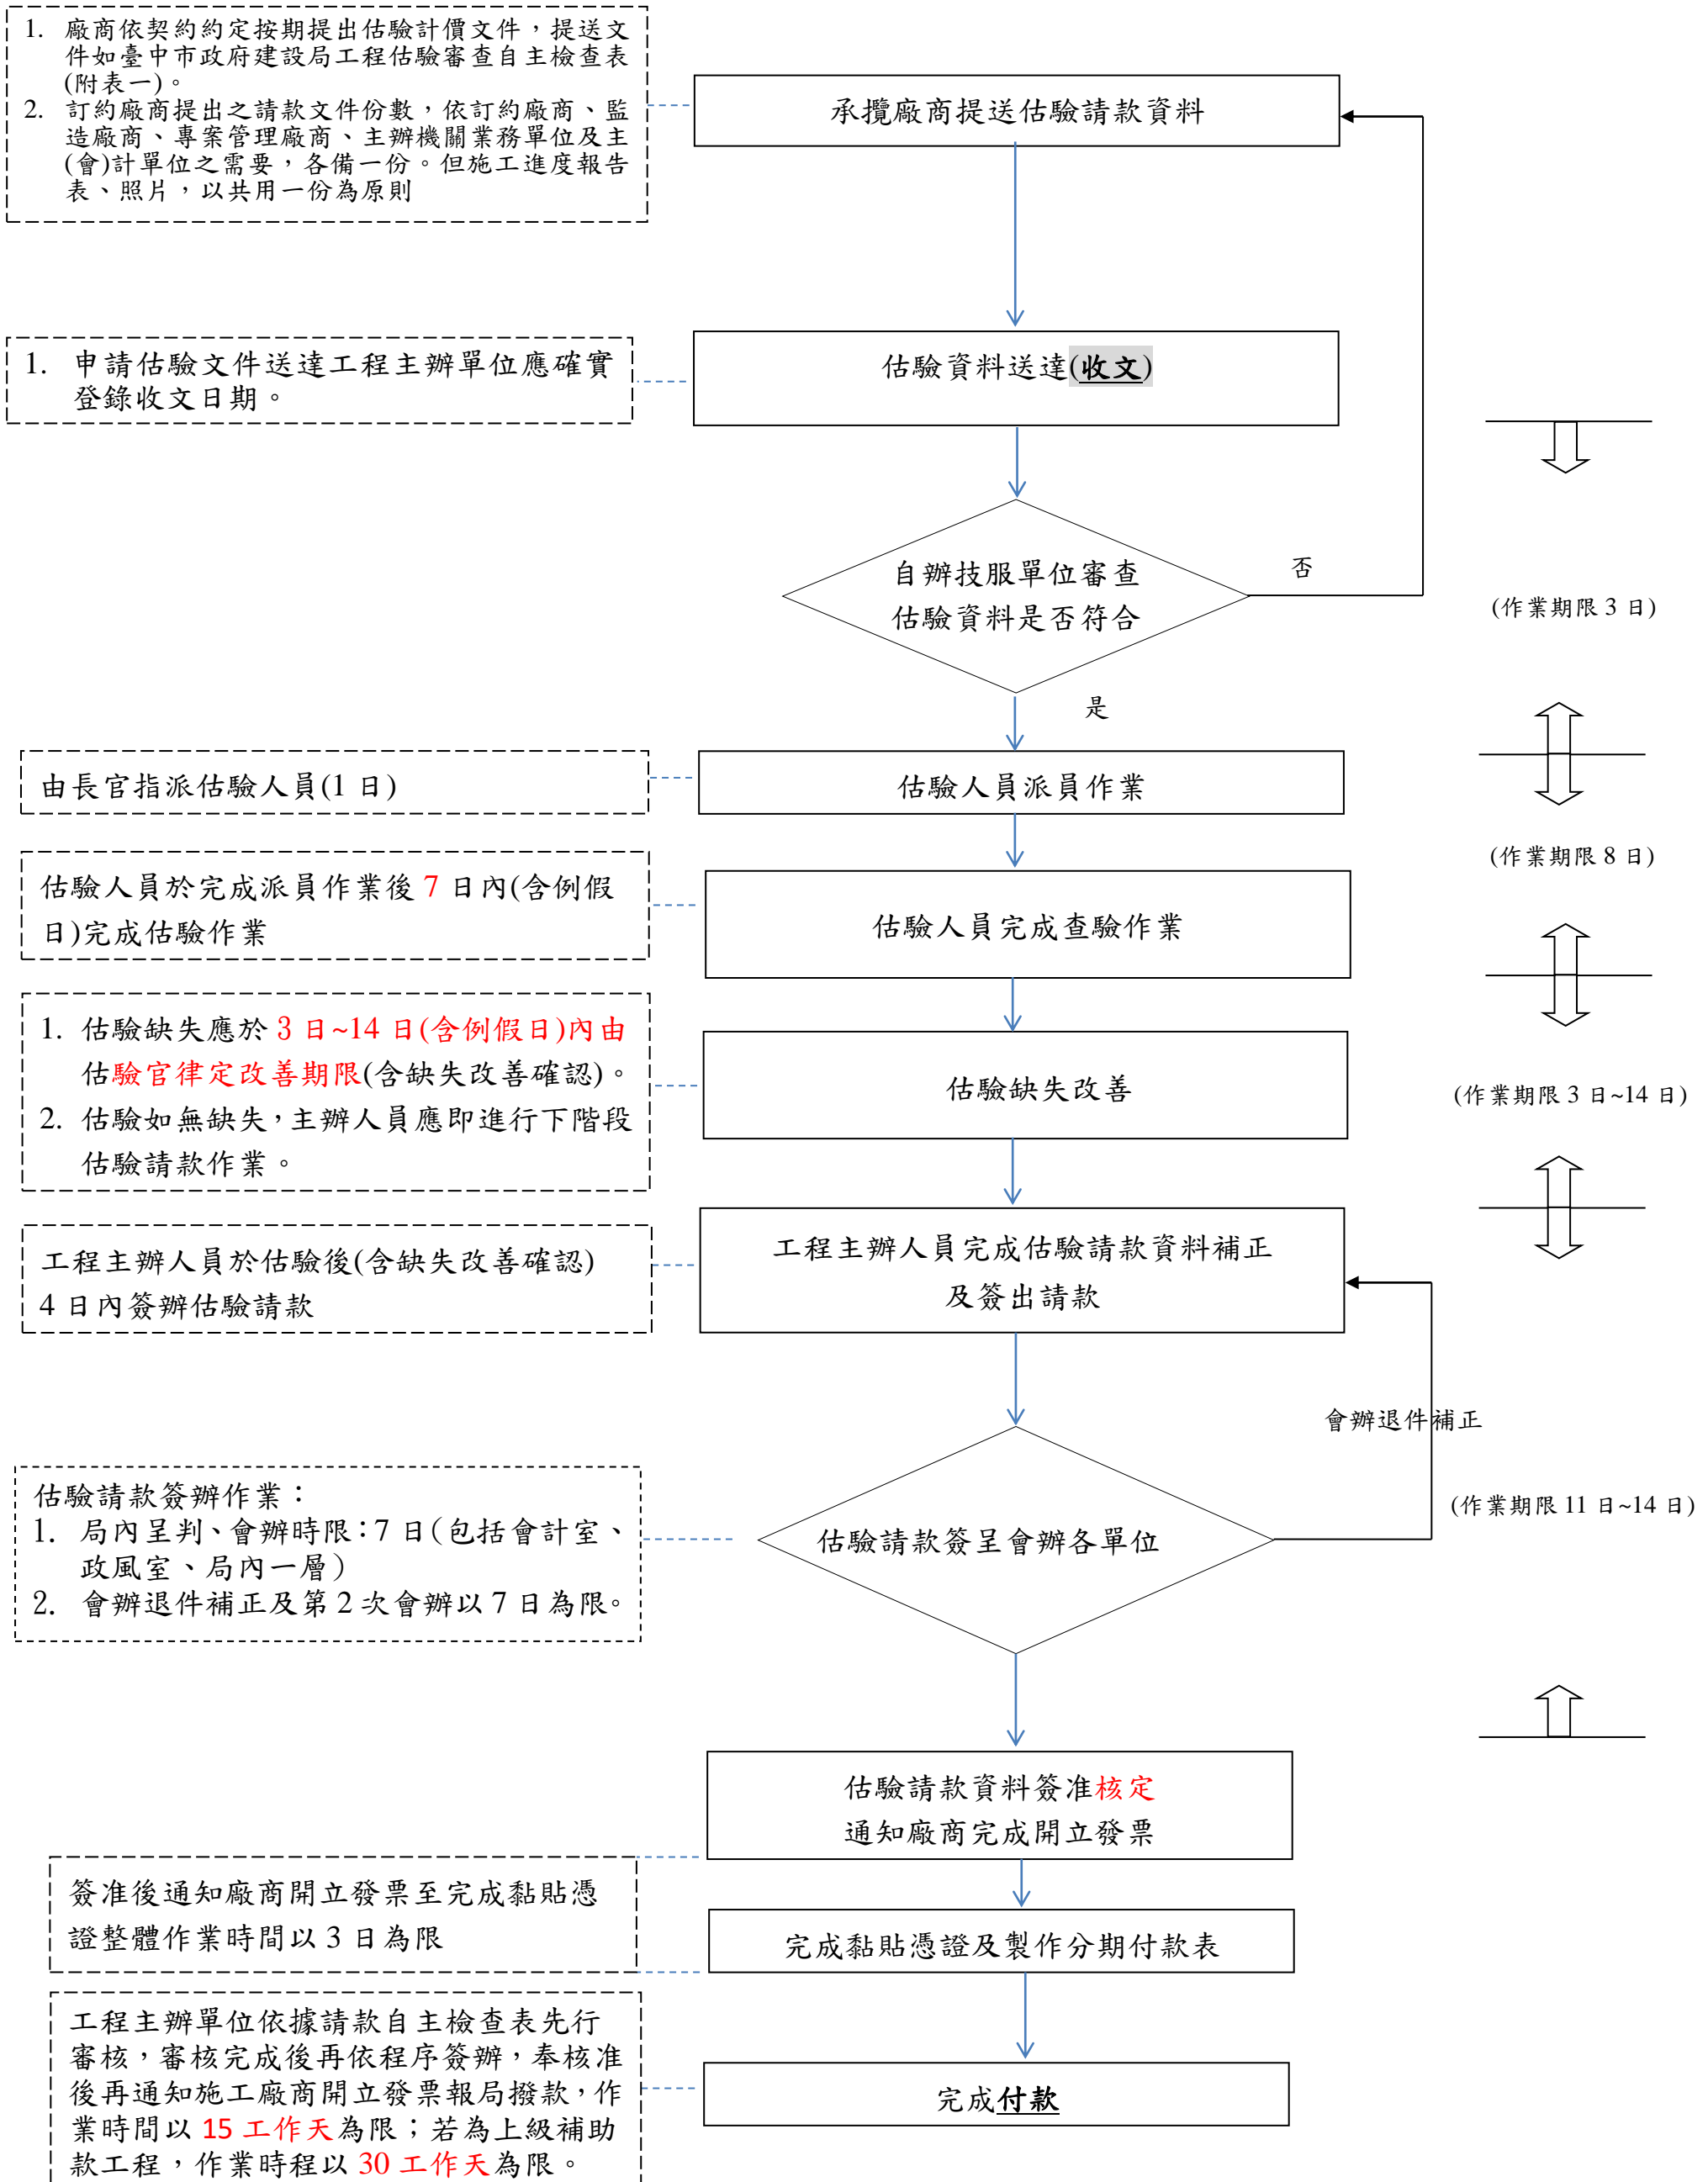 1. 廠商依契約約定按期提出估驗計價文件，提送文
件如臺中市政府建設局工程估驗審查自主檢查表
(附表一)。
2. 訂約廠商提出之請款文件份數，依訂約廠商、監
造廠商、專案管理廠商、主辦機關業務單位及主
(會)計單位之需要，各備一份。但施工進度報告
表、照片，以共用一份為原則
承攬廠商提送估驗請款資料
1. 申請估驗文件送達工程主辦單位應確實
登錄收文日期。
估驗資料送達(收文)
自辦技服單位審查
估驗資料是否符合
否
(作業期限 3 日)
是
由長官指派估驗人員(1 日)
估驗人員派員作業
(作業期限 8 日)
估驗人員於完成派員作業後 7 日內(含例假
日)完成估驗作業
估驗人員完成查驗作業
1. 估驗缺失應於 3 日~14 日(含例假日)內由
估驗官律定改善期限(含缺失改善確認)。
2. 估驗如無缺失，主辦人員應即進行下階段
估驗請款作業。
估驗缺失改善
(作業期限 3 日~14 日)
工程主辦人員於估驗後(含缺失改善確認)
4 日內簽辦估驗請款
工程主辦人員完成估驗請款資料補正
及簽出請款
會辦退件補正
估驗請款簽辦作業：
1. 局內呈判、會辦時限：7 日（包括會計室、
政風室、局內一層）
2. 會辦退件補正及第 2 次會辦以 7 日為限。
估驗請款簽呈會辦各單位
(作業期限 11 日~14 日)
估驗請款資料簽准核定
通知廠商完成開立發票
簽准後通知廠商開立發票至完成黏貼憑
證整體作業時間以 3 日為限
完成黏貼憑證及製作分期付款表
工程主辦單位依據請款自主檢查表先行
審核，審核完成後再依程序簽辦，奉核准
後再通知施工廠商開立發票報局撥款，作
業時間以 15 工作天為限；若為上級補助
款工程，作業時程以 30 工作天為限。
完成付款